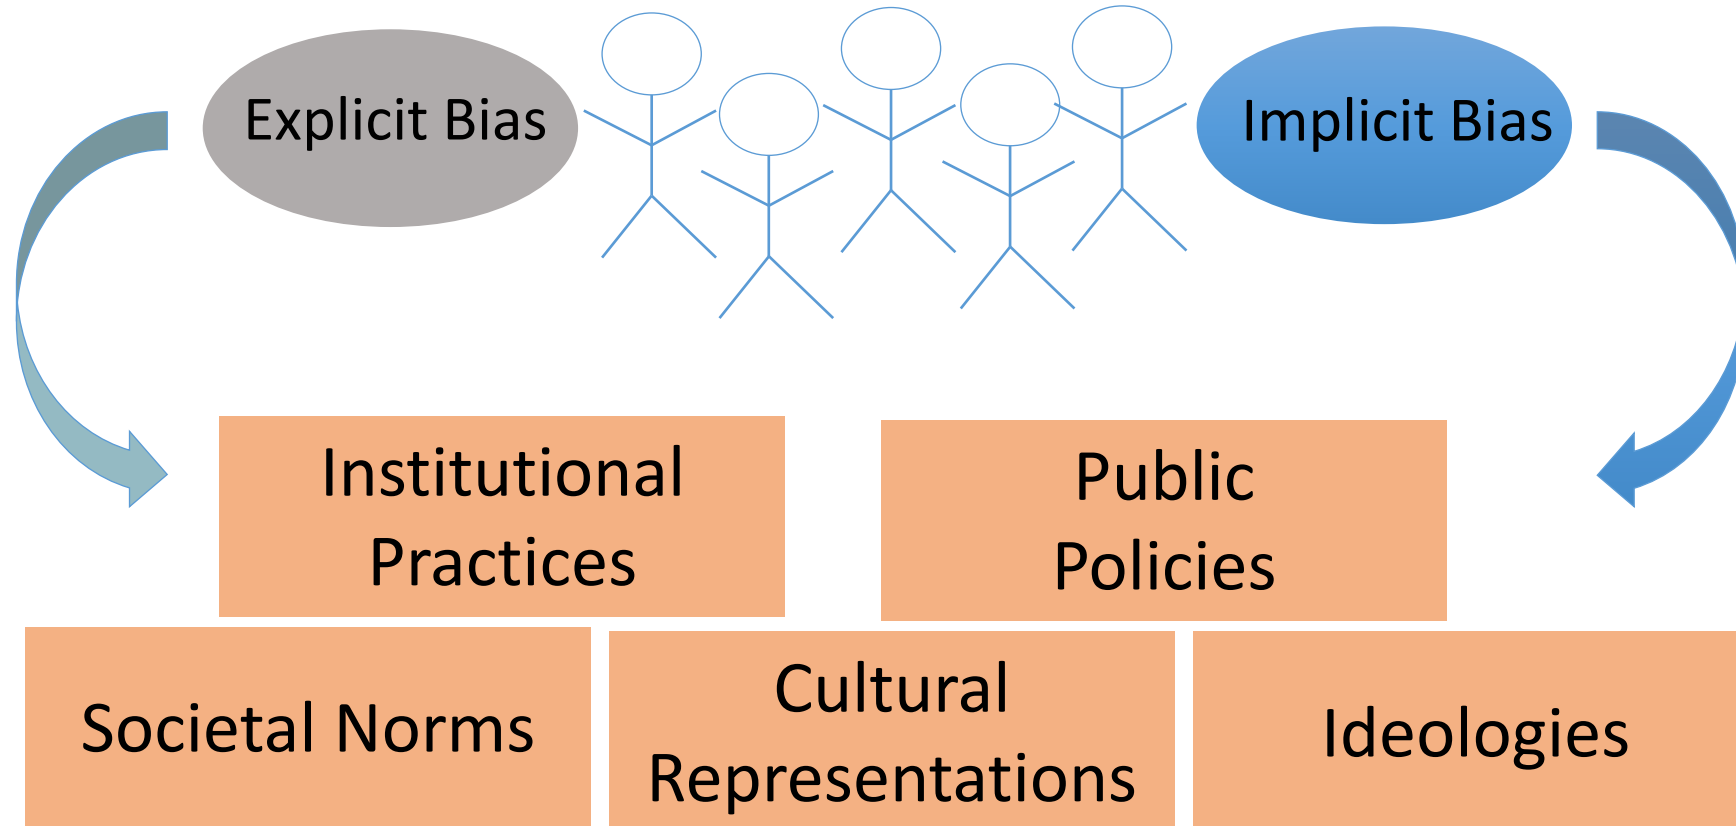 Explicit Bias
Implicit Bias
Institutional
Practices
Public
Policies
Societal Norms
Cultural
Representations
Ideologies